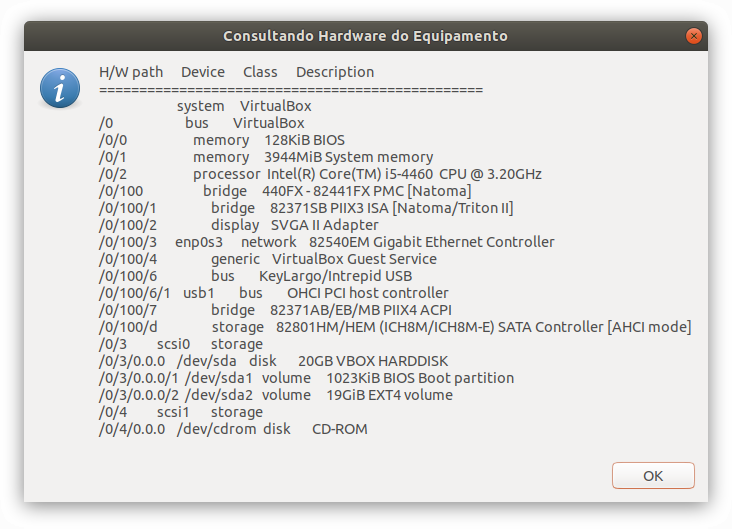 Consultando Hardware do Equipamento
H/W path Device Class Description
================================================
system VirtualBox
/0 bus VirtualBox
/0/0 memory 128KiB BIOS
/0/1 memory 3944MiB System memory
/0/2 processor Intel(R) Core(TM) i5-4460 CPU @ 3.20GHz
/0/100 bridge 440FX - 82441FX PMC [Natoma]
/0/100/1 bridge 82371SB PIIX3 ISA [Natoma/Triton II]
/0/100/2 display SVGA II Adapter
/0/100/3 enp0s3 network 82540EM Gigabit Ethernet Controller
/0/100/4 generic VirtualBox Guest Service
/0/100/6 bus KeyLargo/Intrepid USB
/0/100/6/1 usb1 bus OHCI PCI host controller
/0/100/7 bridge 82371AB/EB/MB PIIX4 ACPI
/0/100/d storage 82801HM/HEM (ICH8M/ICH8M-E) SATA Controller [AHCI mode]
/0/3 scsi0 storage
/0/3/0.0.0 /dev/sda disk 20GB VBOX HARDDISK
/0/3/0.0.0/1 /dev/sda1 volume 1023KiB BIOS Boot partition
/0/3/0.0.0/2 /dev/sda2 volume 19GiB EXT4 volume
/0/4 scsi1 storage
/0/4/0.0.0 /dev/cdrom disk CD-ROM
OK